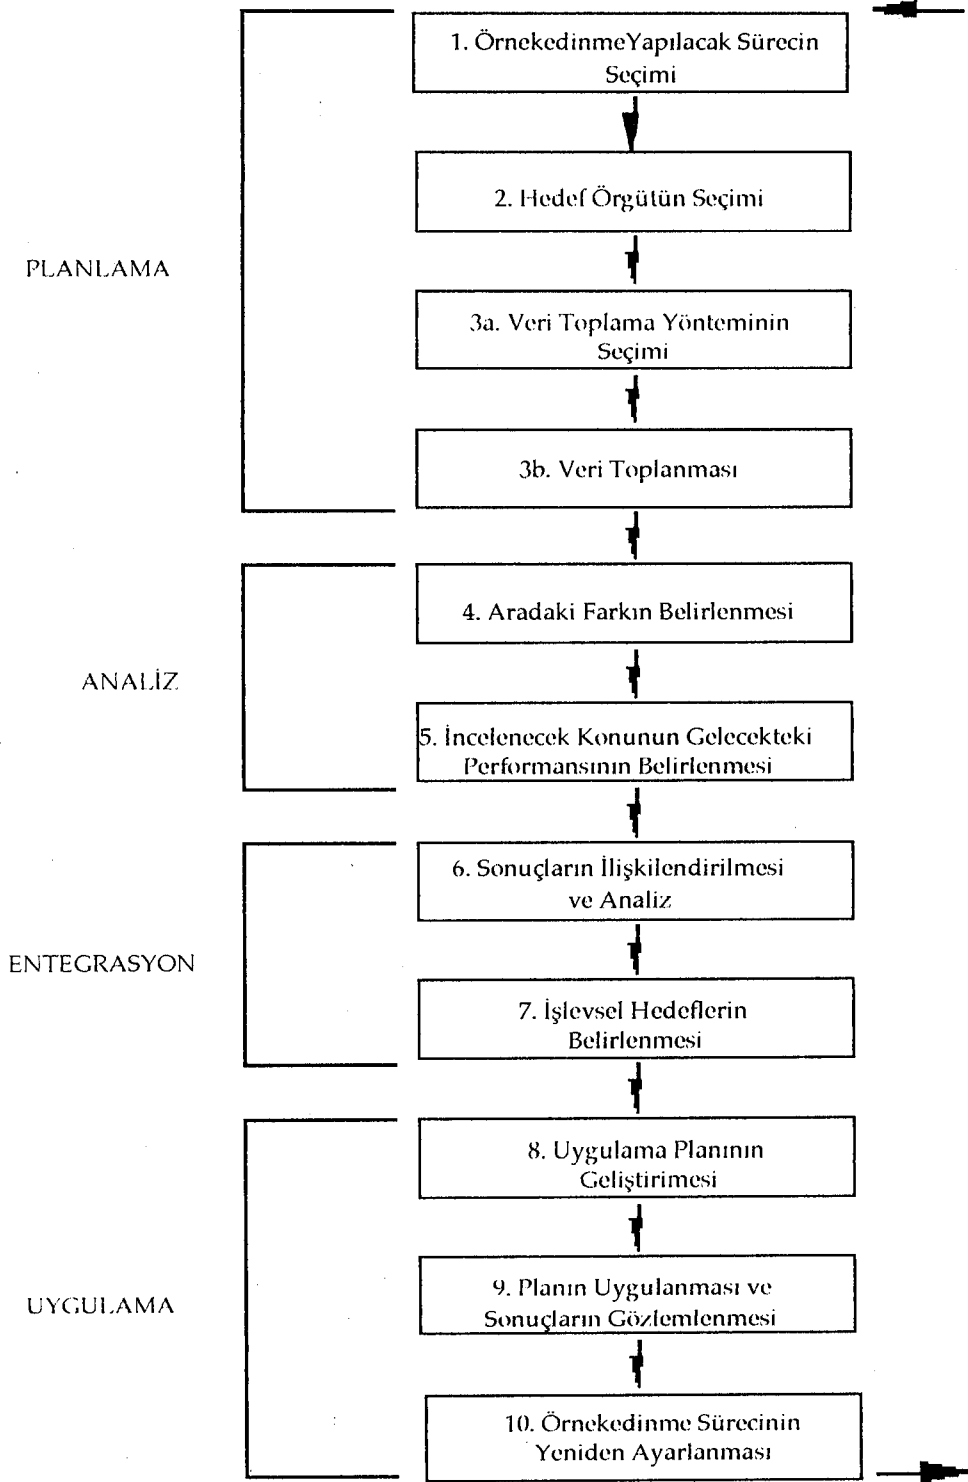 1. ÖrnekedinmeYapılacak Sürecin
Seçimi
2. Hedef Örgütün Seçimi
PLANLAMA
3a. Veri Toplama Yönteminin
Seçimi
3b. Veri Toplanması
4. Aradaki Farkın Belirlenmesi
ANALİZ
5. İncelenecek Konunun Gelecekteki
Performansının Belirlenmesi
6. Sonuçların İlişkilendirilmesi
ve Analiz
ENTEGRASYON
7. İşlevsel Hedeflerin
Belirlenmesi
8. Uygulama Planının
Geliştirimesi
UYGULAMA
9. Planın Uygulanması ve
Sonuçların Gözlemlenmesi
10. Örnekedinme Sürecinin
Yeniden Ayarlanması